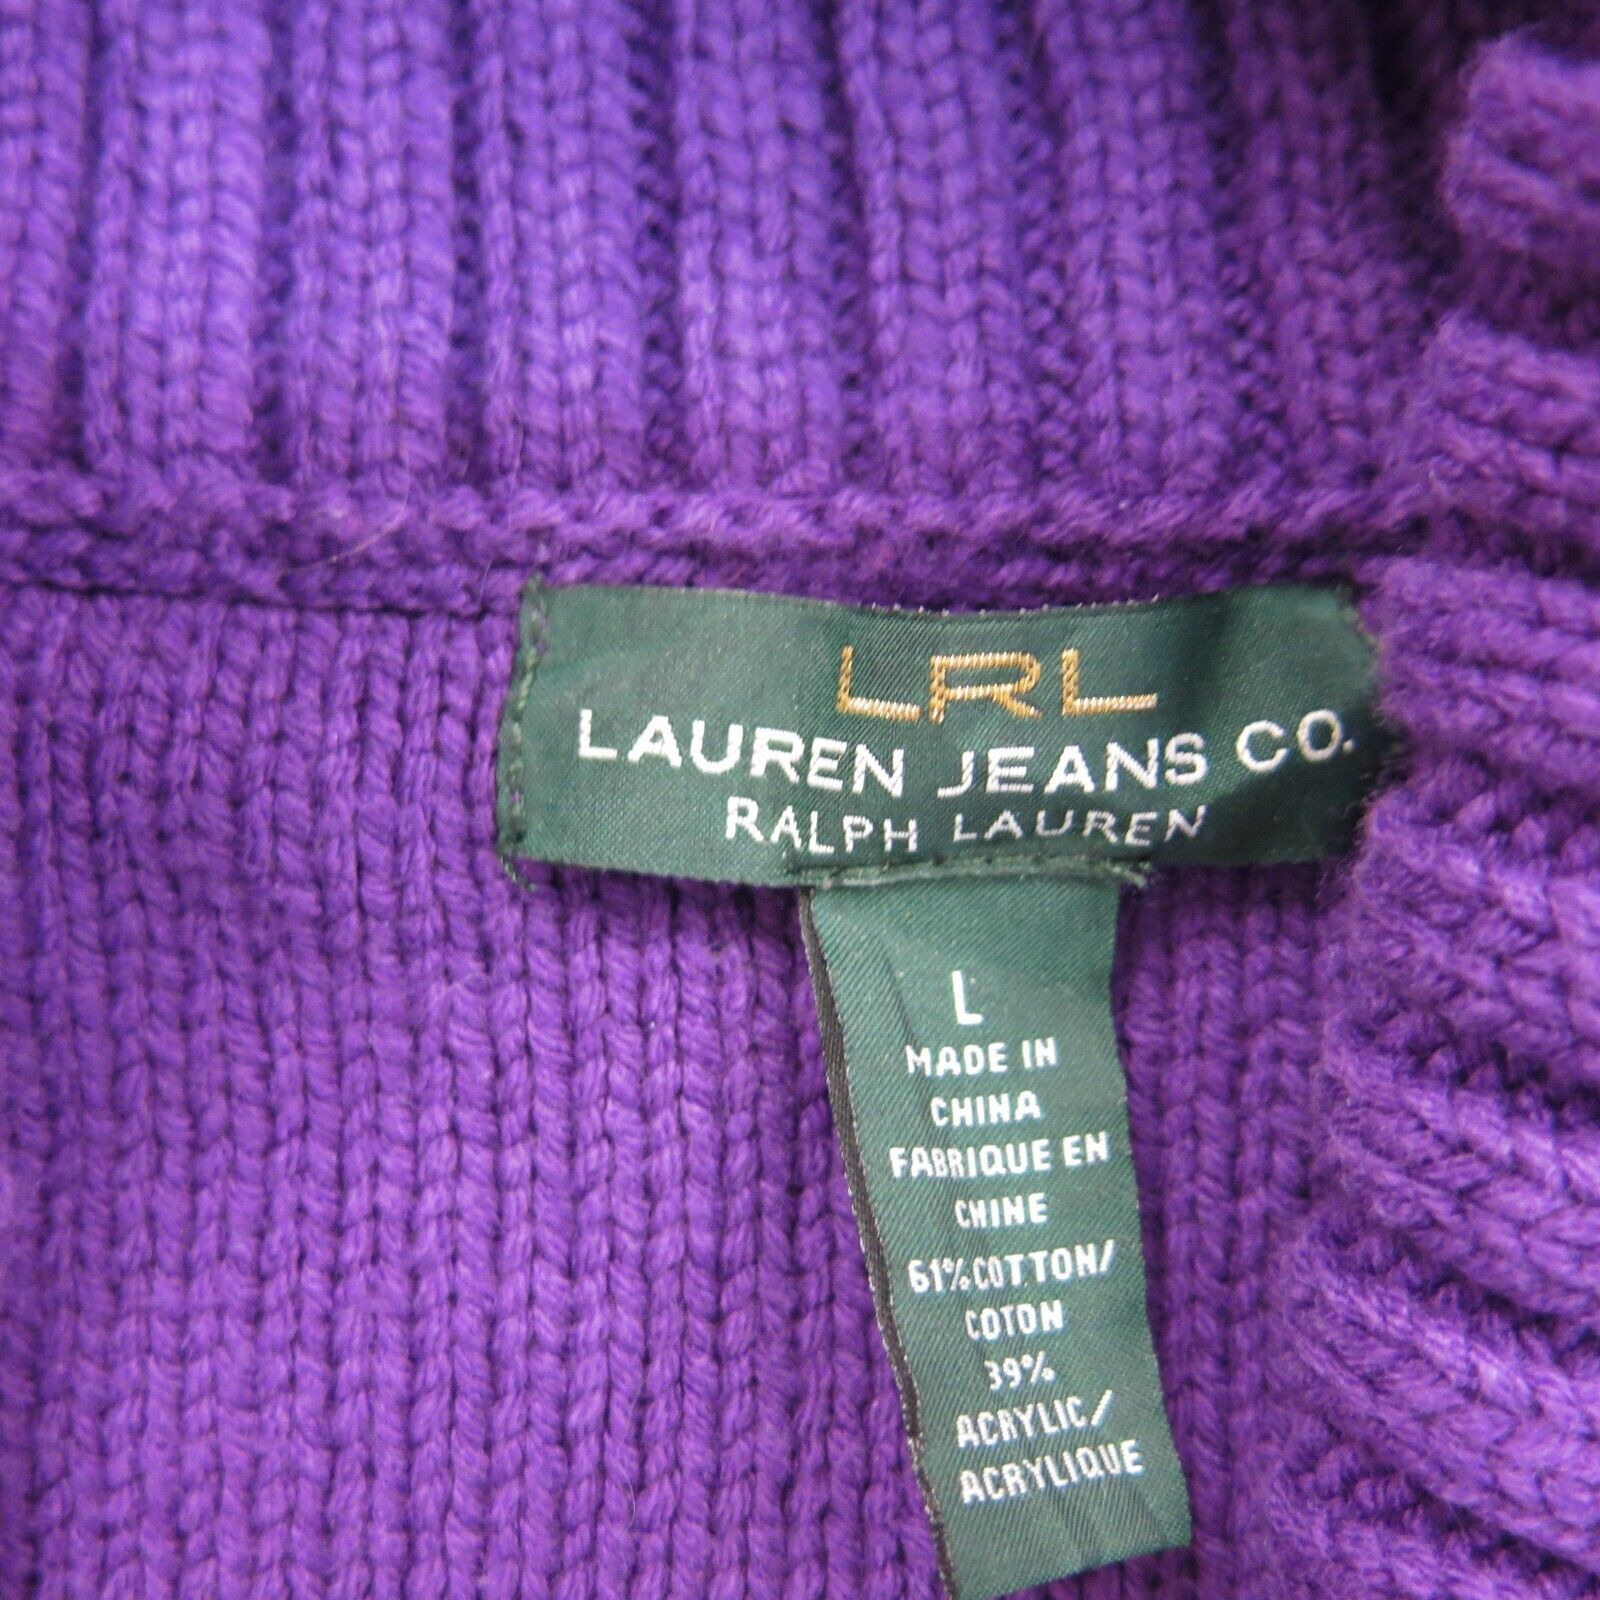 LRL
LAUREN JEANS CO.
RALPH LAUREN
L
MADE IN
CHINA
FABRIQUE EN
CHINE
61% COTTON/
COTON
39%
ACRYLIC/
ACRYLIQUE